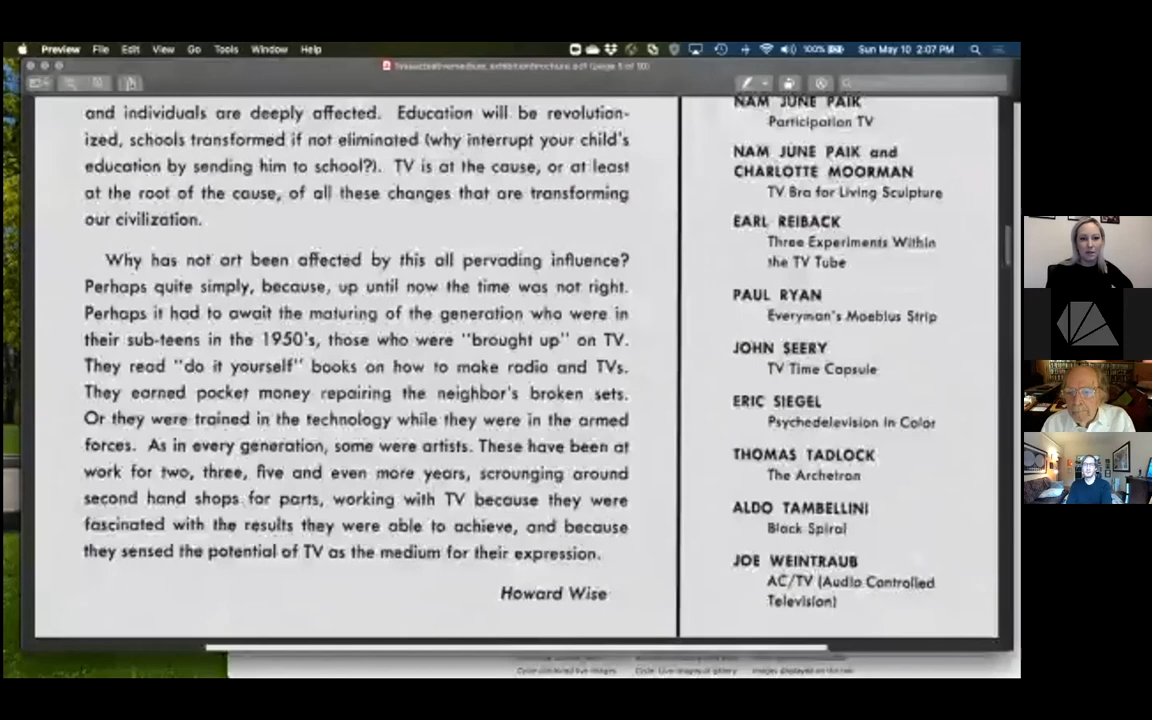 Preview File Edit View Go Tools Window Help
100%
Sun May 10 2:07 PM
and individuals are deeply affected. Education will be revolution-
ized, schools transformed if not eliminated (why interrupt your child's
education by sending him to school?). TV is at the cause, or at least
at the root of the cause, of all these changes that are transforming
our civilization.
Why has not art been affected by this all pervading influence?
Perhaps quite simply, because, up until now the time was not right.
Perhaps it had to await the maturing of the generation who were in
their sub-teens in the 1950's, those who were "brought up" on TV.
They read "do it yourself" books on how to make radio and TVs.
They earned pocket money repairing the neighbor's broken sets.
Or they were trained in the technology while they were in the armed
forces. As in every generation, some were artists. These have been at
work for two, three, five and even more years, scrounging around
second hand shops for parts, working with TV because they were
fascinated with the results they were able to achieve, and because
they sensed the potential of TV as the medium for their expression.
Howard Wise
NAM JUNE PAIK
Participation TV
NAM JUNE PAIK and
CHARLOTTE MOORMAN
TV Bra for Living Sculpture
EARL REIBACK
Three Experiments Within
the TV Tube
PAUL RYAN
Everyman's Moebius Strip
JOHN SEERY
TV Time Capsule
ERIC SIEGEL
Psychedelevision in Color
THOMAS TADLOCK
The Archetron
ALDO TAMBELLINI
Black Spiral
JOE WEINTRAUB
AC/TV (Audio Controlled
Television)